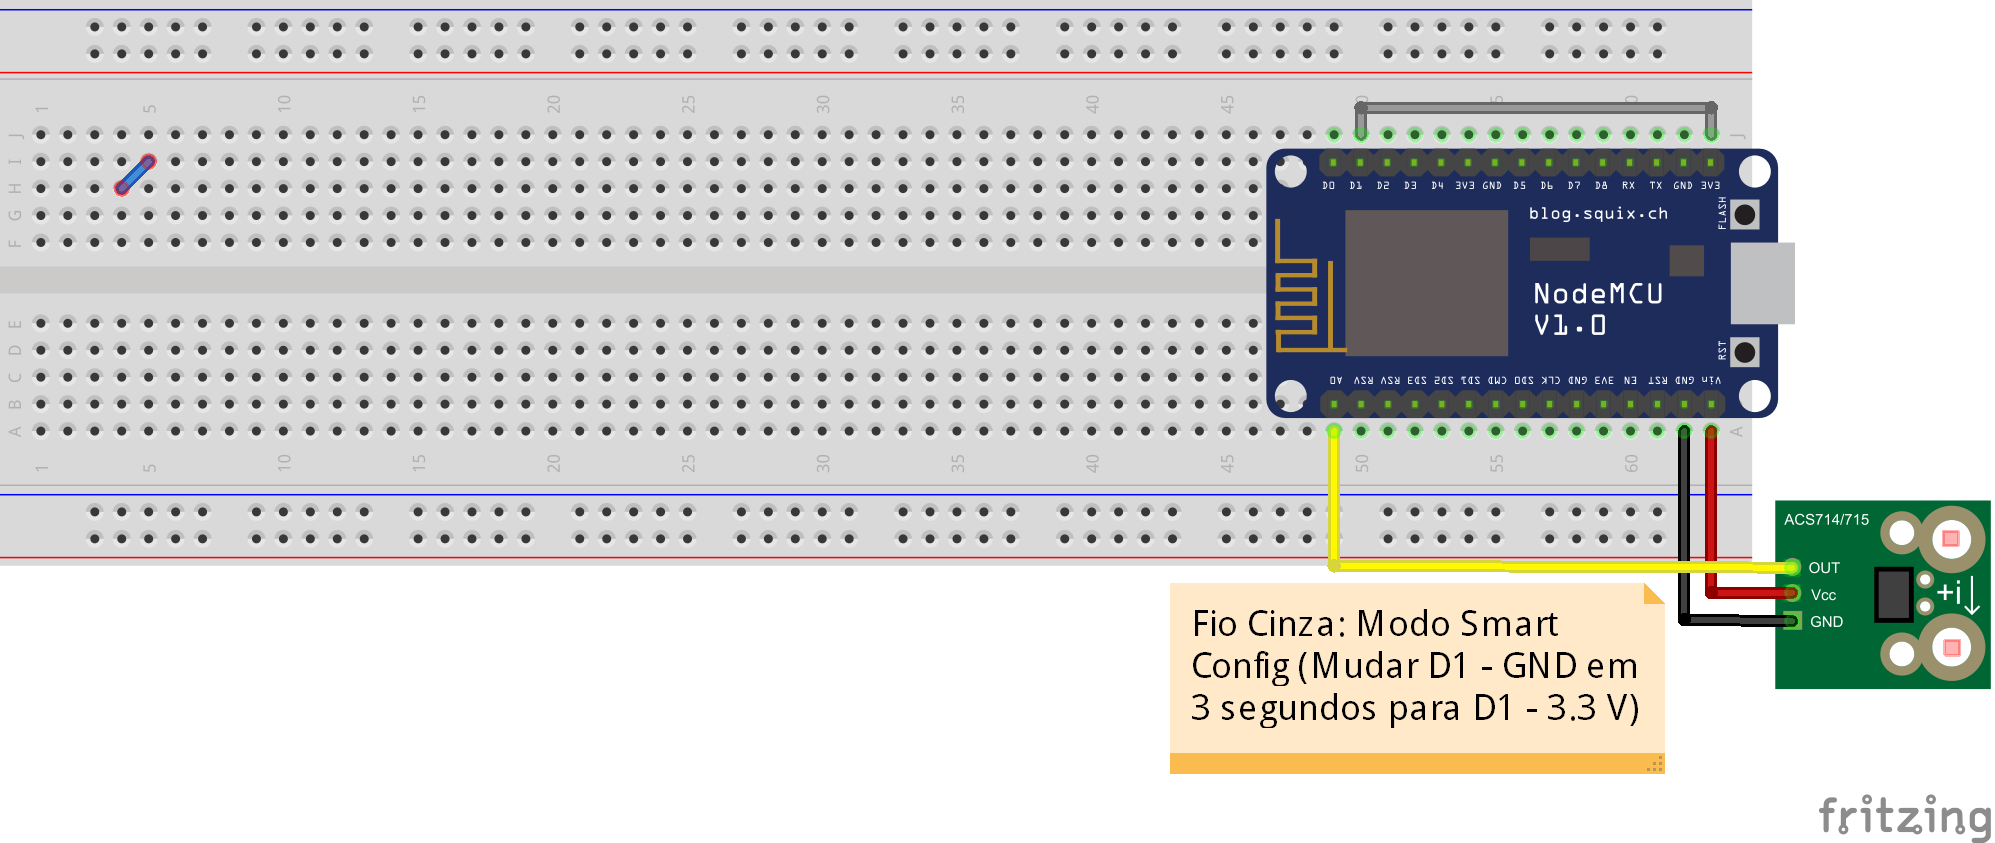 1 5 10 15 20 25 30 35 40 45 50 55 60
J J
I
H
G
F
D0 D1 D2 D3 D4 3V3 GND D5 D6 D7 D8 RX TX GND 3V3
FLASH
blog.squix.ch
NodeMCU
V1.0
RST
A0 RSV RSV SD3 SD2 SD1 CMD SD0 CLK GND 3V3 EN RST GND Vin
E
D
C
B
A A
1 5 10 15 20 25 30 35 40 45 50 55 60
ACS714/715
OUT
Vcc
GND
+i
Fio Cinza: Modo Smart
Config (Mudar D1 - GND em
3 segundos para D1 - 3.3 V)
fritzing